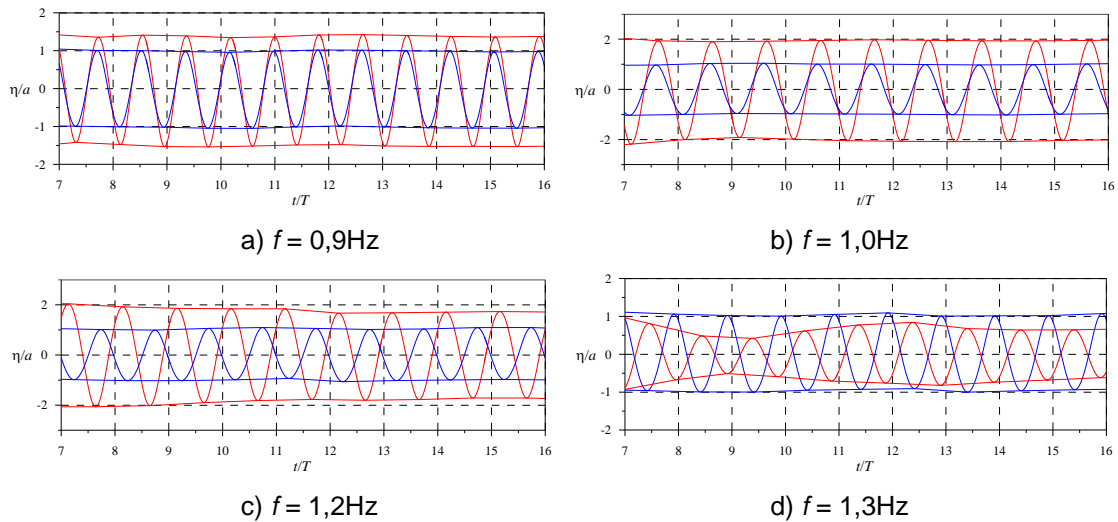 2
1
η/a 0
-1
-2
7 8 9 10 11 12 13 14 15 16
t/T
a) f = 0,9Hz
2
η/a 0
-2
7 8 9 10 11 12 13 14 15 16
t/T
b) f = 1,0Hz
2
η/a 0
-2
7 8 9 10 11 12 13 14 15 16
t/T
c) f = 1,2Hz
2
1
η/a 0
-1
-2
7 8 9 10 11 12 13 14 15 16
t/T
d) f = 1,3Hz